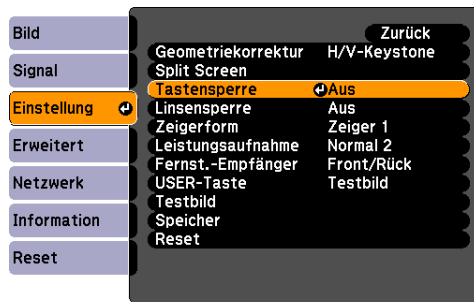 Bild
Signal
Einstellung
Erweitert
Netzwerk
Information
Reset
Zurück
Geometriekorrektur H/V-Keystone
Split Screen
Tastensperre Aus
Linsensperre Aus
Zeigerform Zeiger 1
Leistungsaufnahme Normal 2
Fernst.-Empfänger Front/Rück
USER-Taste Testbild
Testbild
Speicher
Reset